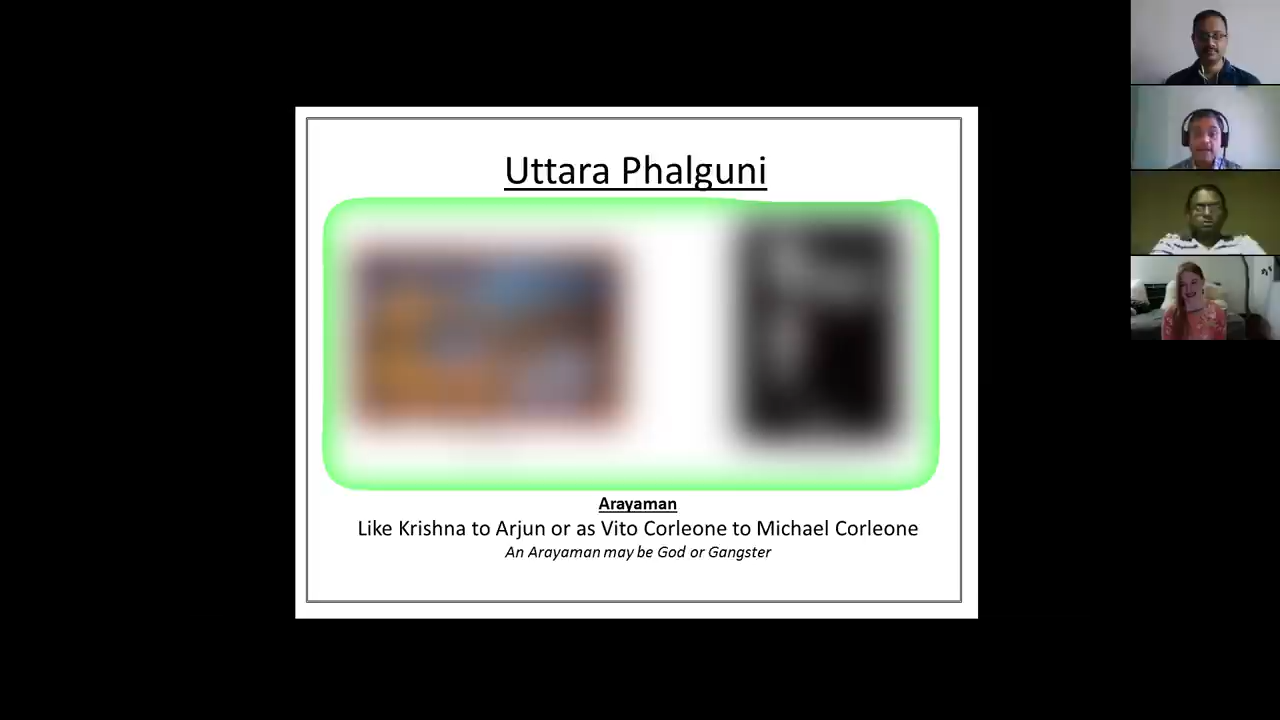 Uttara Phalguni
Arayaman
Like Krishna to Arjun or as Vito Corleone to Michael Corleone
An Arayaman may be God or Gangster